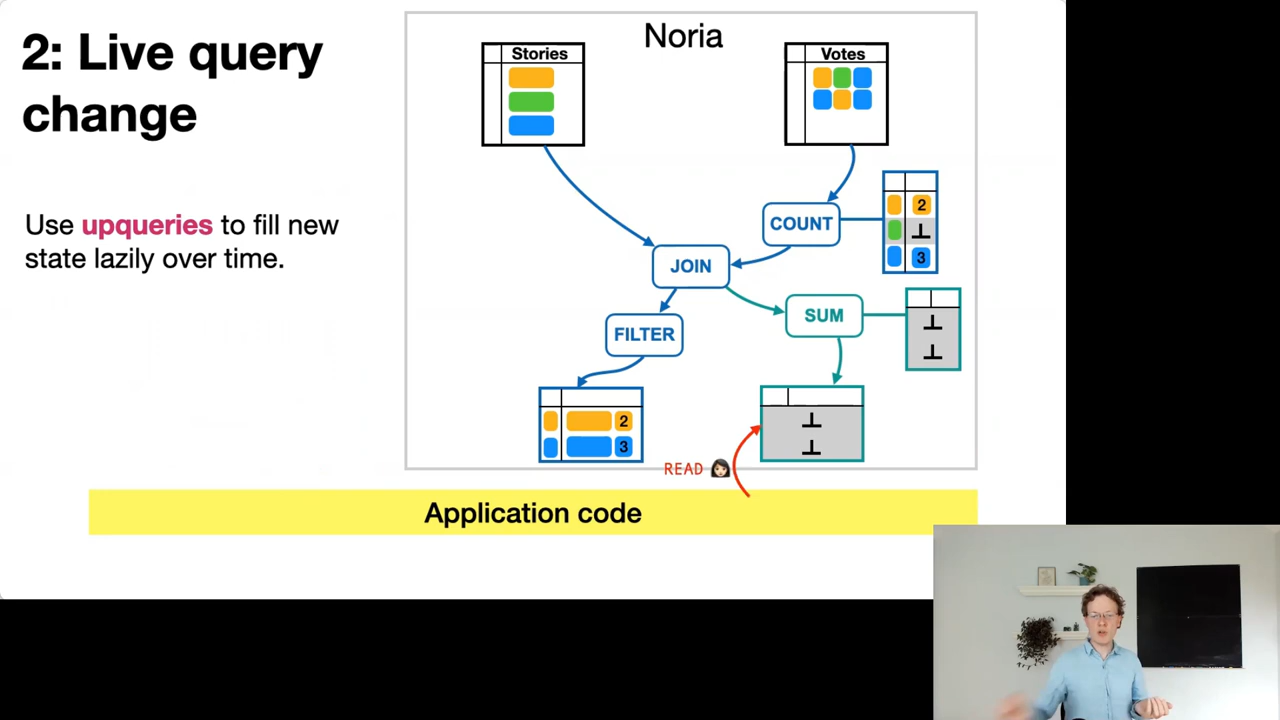 2: Live query
change
Use upqueries to fill new
state lazily over time.
Noria
Stories
Votes
COUNT
2
⊥
3
JOIN
SUM
⊥
⊥
FILTER
2
3
⊥
⊥
READ
Application code